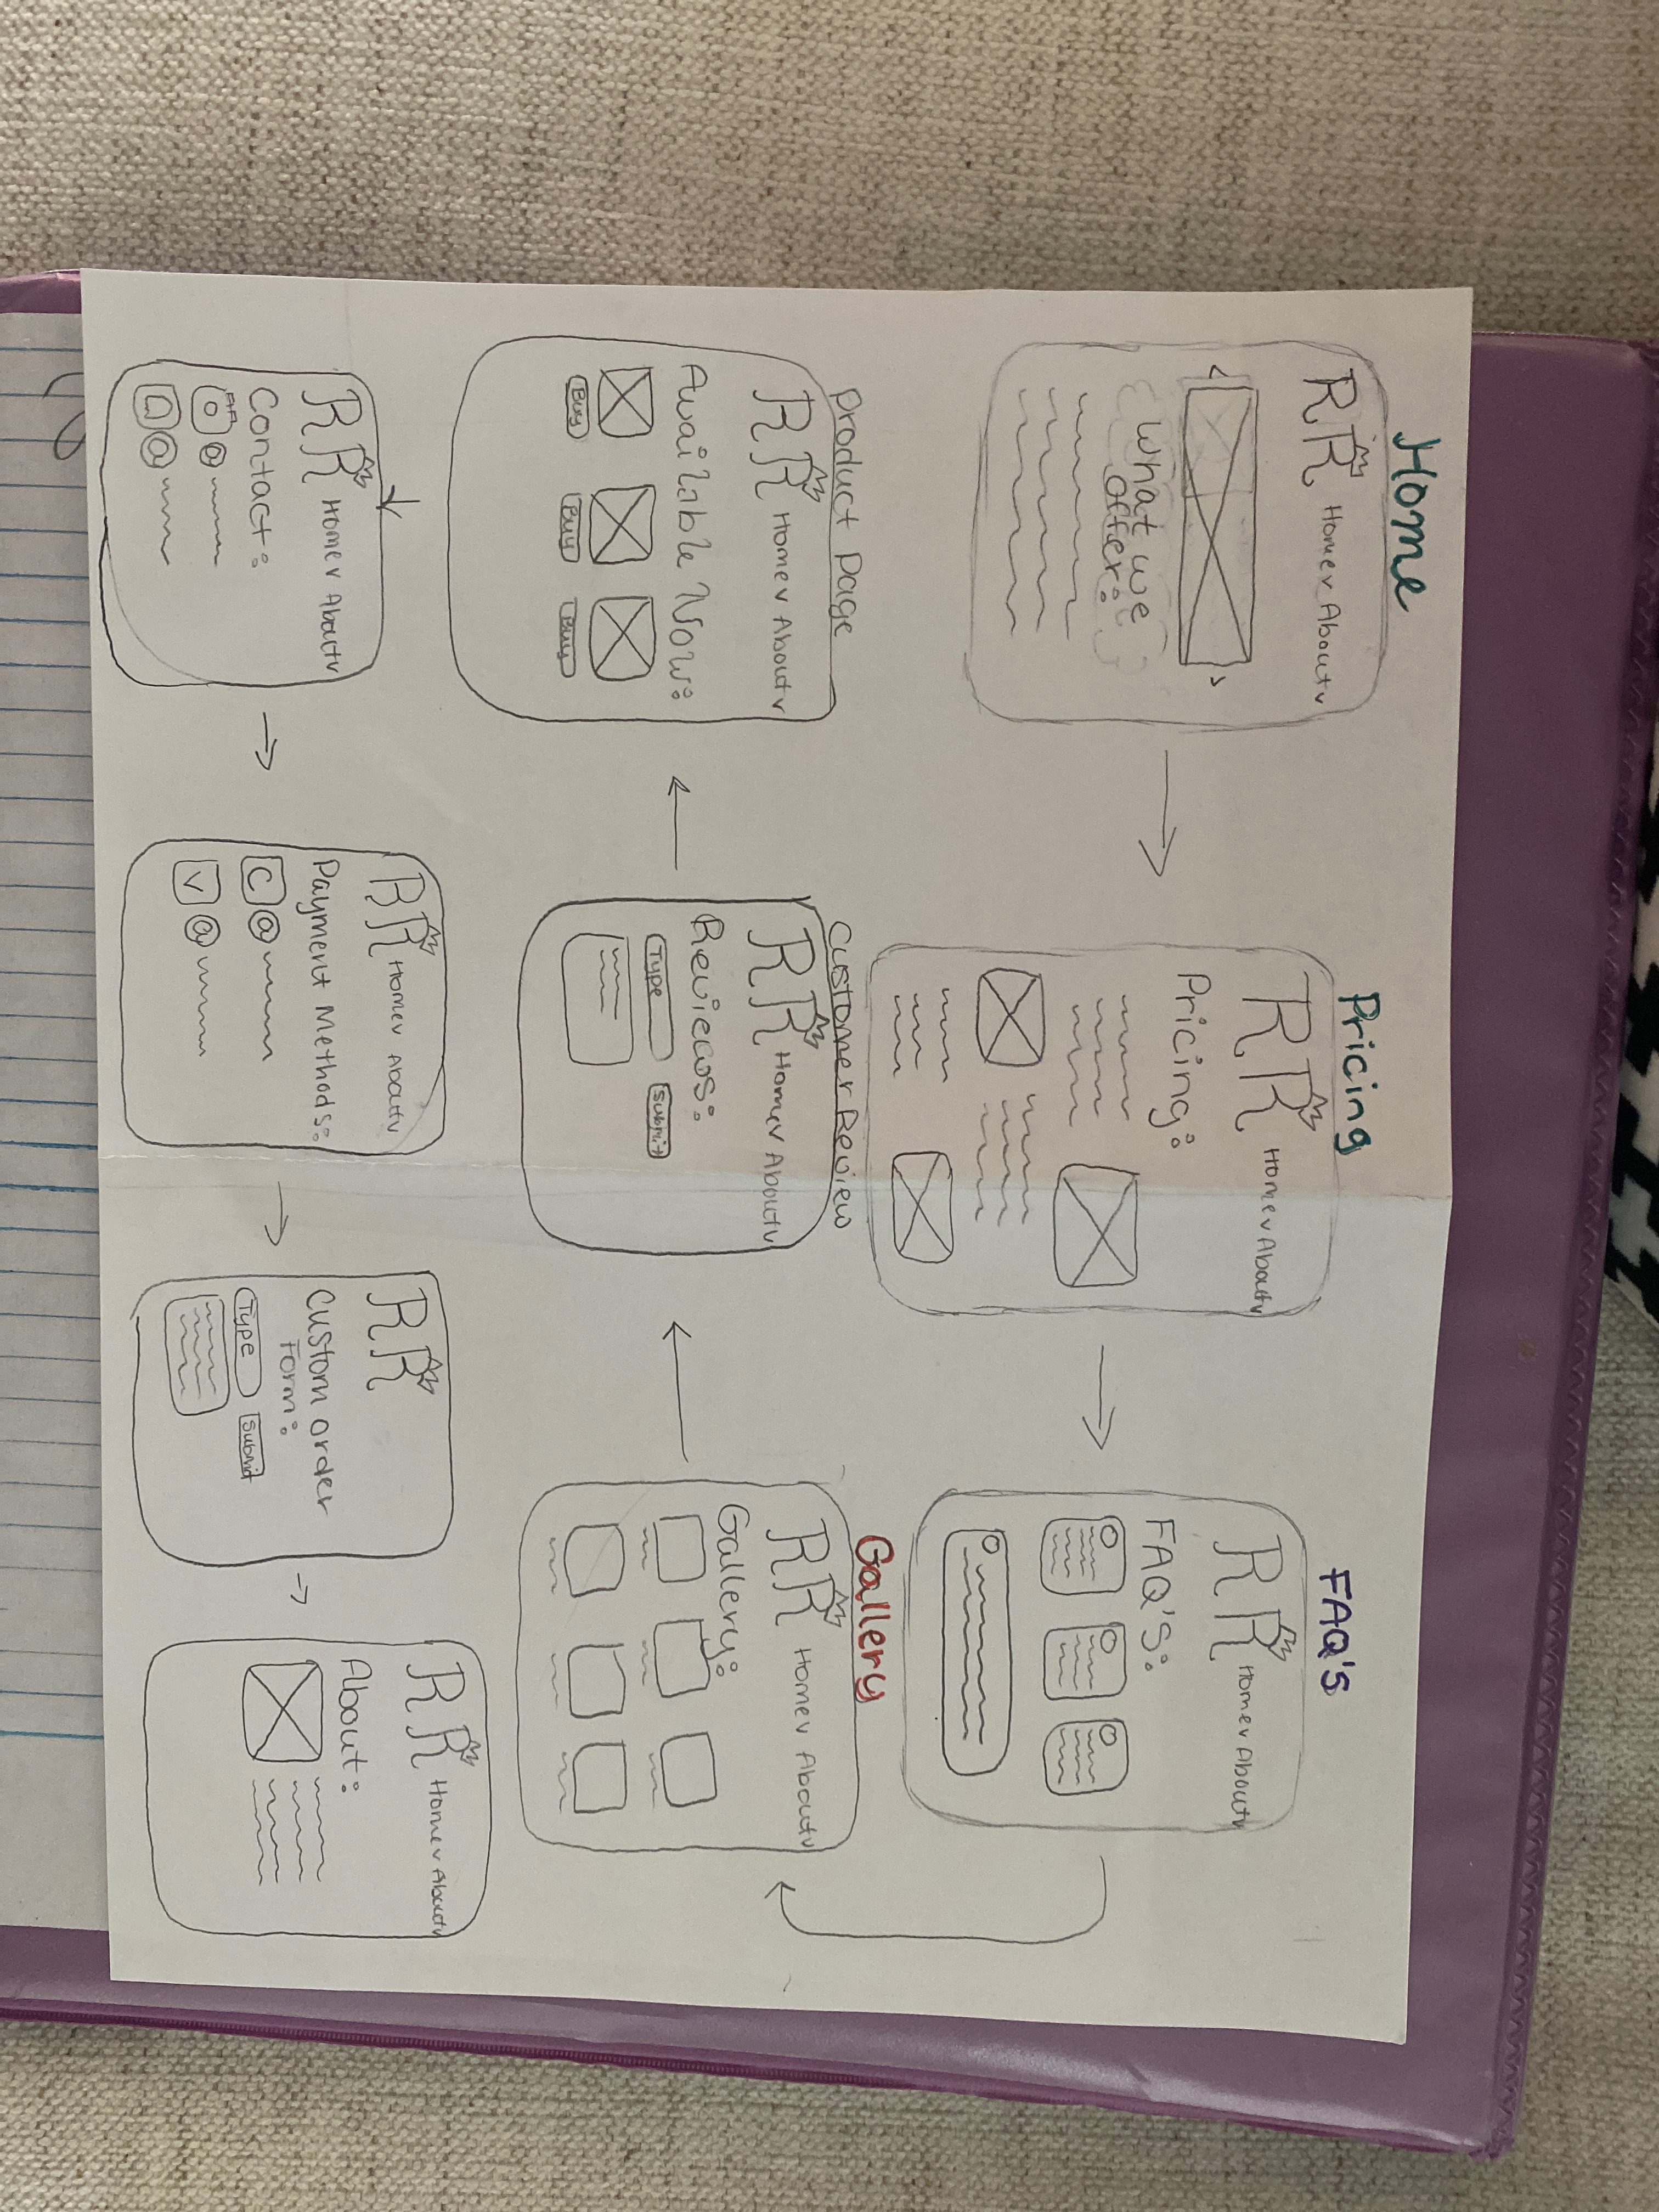 Home
RR Home v About v
What we
offer:
Pricing
RR Home v About v
Pricing:
FAQ's
RR Home v About v
FAQ'S:
Gallery
RR Home v About v
Gallery:
Customer Review
RR Home v About v
Reviews:
Type Submit
Product Page
RR Home v About v
Available Now:
Buy Buy Buy
RR Home v About v
Contact:
@
@
RR Home v About v
Payment Methods:
C @
V @
RR
Custom order
Form:
Type Submit
RR Home v About v
About: